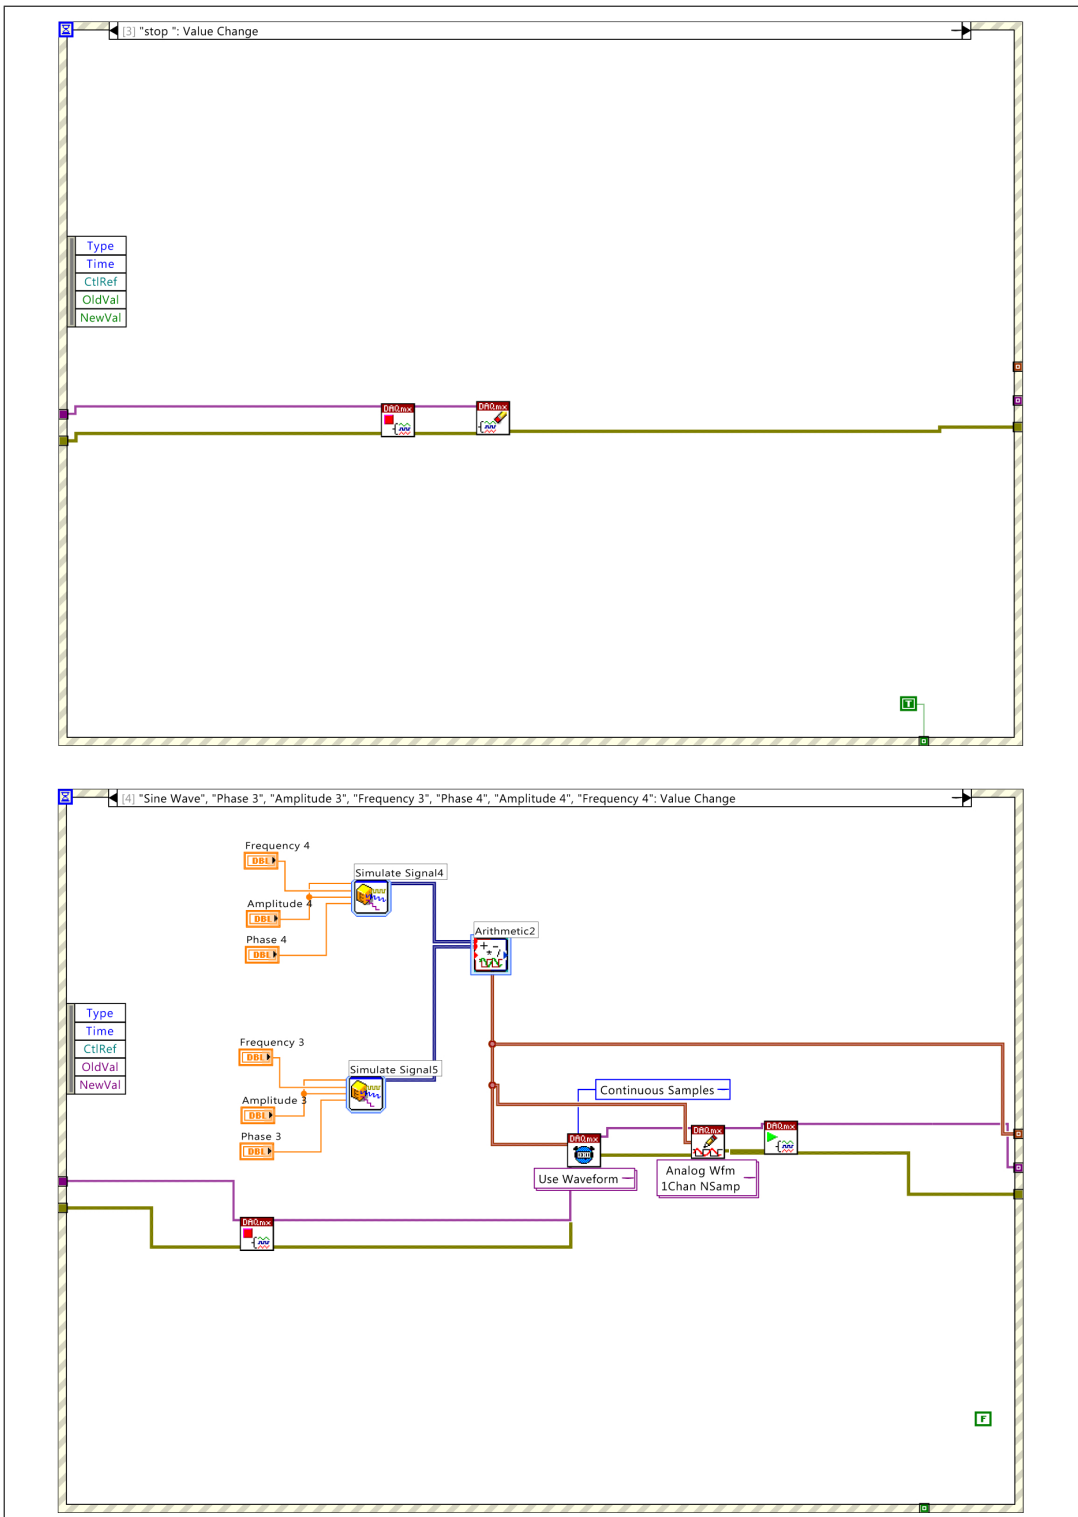 [3] "stop ": Value Change
Type
Time
CtlRef
OldVal
NewVal
DAQmx
DAQmx
T
[4] "Sine Wave", "Phase 3", "Amplitude 3", "Frequency 3", "Phase 4", "Amplitude 4", "Frequency 4": Value Change
Frequency 4
DBL
Simulate Signal4
Amplitude 4
DBL
Phase 4
DBL
Arithmetic2
+ -
* /
Type
Time
CtlRef
OldVal
NewVal
Frequency 3
DBL
Simulate Signal5
Amplitude 3
DBL
Phase 3
DBL
Continuous Samples
DAQmx
DAQmx
DAQmx
Use Waveform
Analog Wfm
1Chan NSamp
DAQmx
F